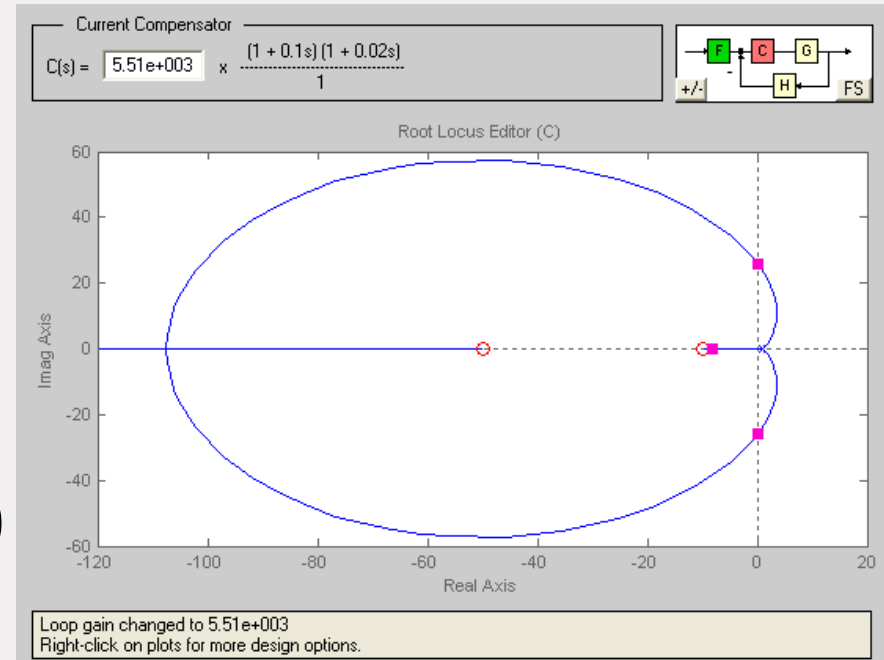 Current Compensator
(1 + 0.1s) (1 + 0.02s)
C(s) = 5.51e+003 x ----------------------
1
F C G
-
H
+/- FS
Root Locus Editor (C)
60
40
20
0
-20
-40
-60
Imag Axis
-120 -100 -80 -60 -40 -20 0 20
Real Axis
)
Loop gain changed to 5.51e+003
Right-click on plots for more design options.